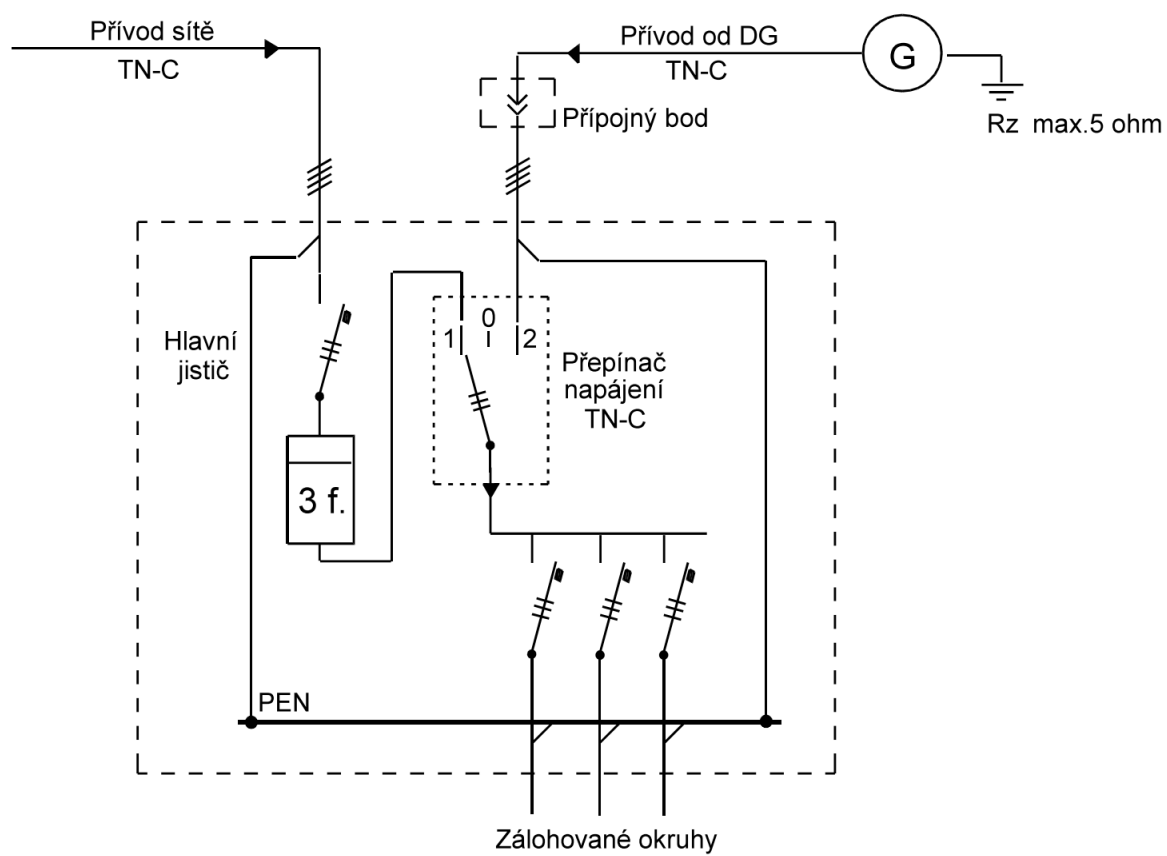 Přívod sítě
TN-C
Přívod od DG
TN-C
G
Přípojný bod
Rz max.5 ohm
Hlavní
jistič
1
0
2
Přepínač
napájení
TN-C
3 f.
PEN
Zálohované okruhy